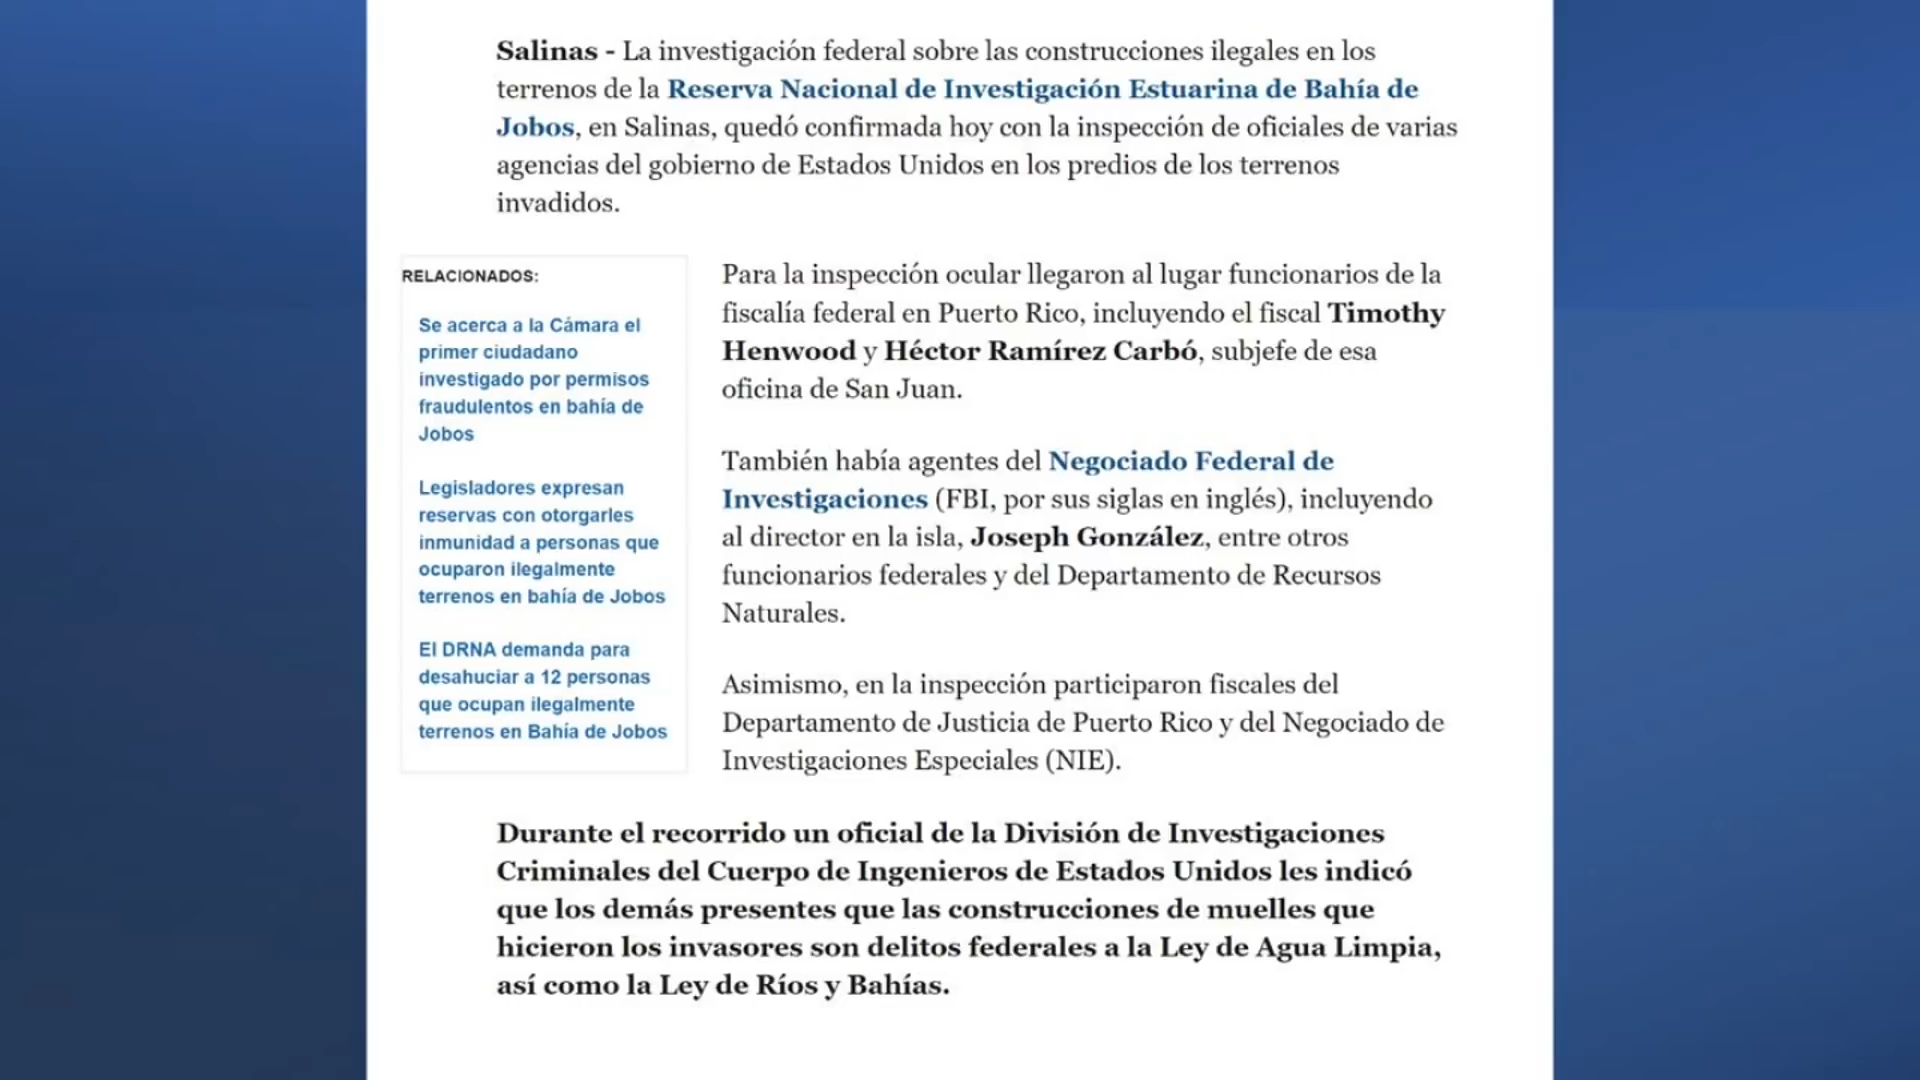 Salinas - La investigación federal sobre las construcciones ilegales en los
terrenos de la Reserva Nacional de Investigación Estuarina de Bahía de
Jobos, en Salinas, quedó confirmada hoy con la inspección de oficiales de varias
agencias del gobierno de Estados Unidos en los predios de los terrenos
invadidos.
RELACIONADOS:
Se acerca a la Cámara el
primer ciudadano
investigado por permisos
fraudulentos en bahía de
Jobos
Legisladores expresan
reservas con otorgarles
inmunidad a personas que
ocuparon ilegalmente
terrenos en bahía de Jobos
El DRNA demanda para
desahuciar a 12 personas
que ocupan ilegalmente
terrenos en Bahía de Jobos
Para la inspección ocular llegaron al lugar funcionarios de la
fiscalía federal en Puerto Rico, incluyendo el fiscal Timothy
Henwood y Héctor Ramírez Carbó, subjefe de esa
oficina de San Juan.
También había agentes del Negociado Federal de
Investigaciones (FBI, por sus siglas en inglés), incluyendo
al director en la isla, Joseph González, entre otros
funcionarios federales y del Departamento de Recursos
Naturales.
Asimismo, en la inspección participaron fiscales del
Departamento de Justicia de Puerto Rico y del Negociado de
Investigaciones Especiales (NIE).
Durante el recorrido un oficial de la División de Investigaciones
Criminales del Cuerpo de Ingenieros de Estados Unidos les indicó
que los demás presentes que las construcciones de muelles que
hicieron los invasores son delitos federales a la Ley de Agua Limpia,
así como la Ley de Ríos y Bahías.